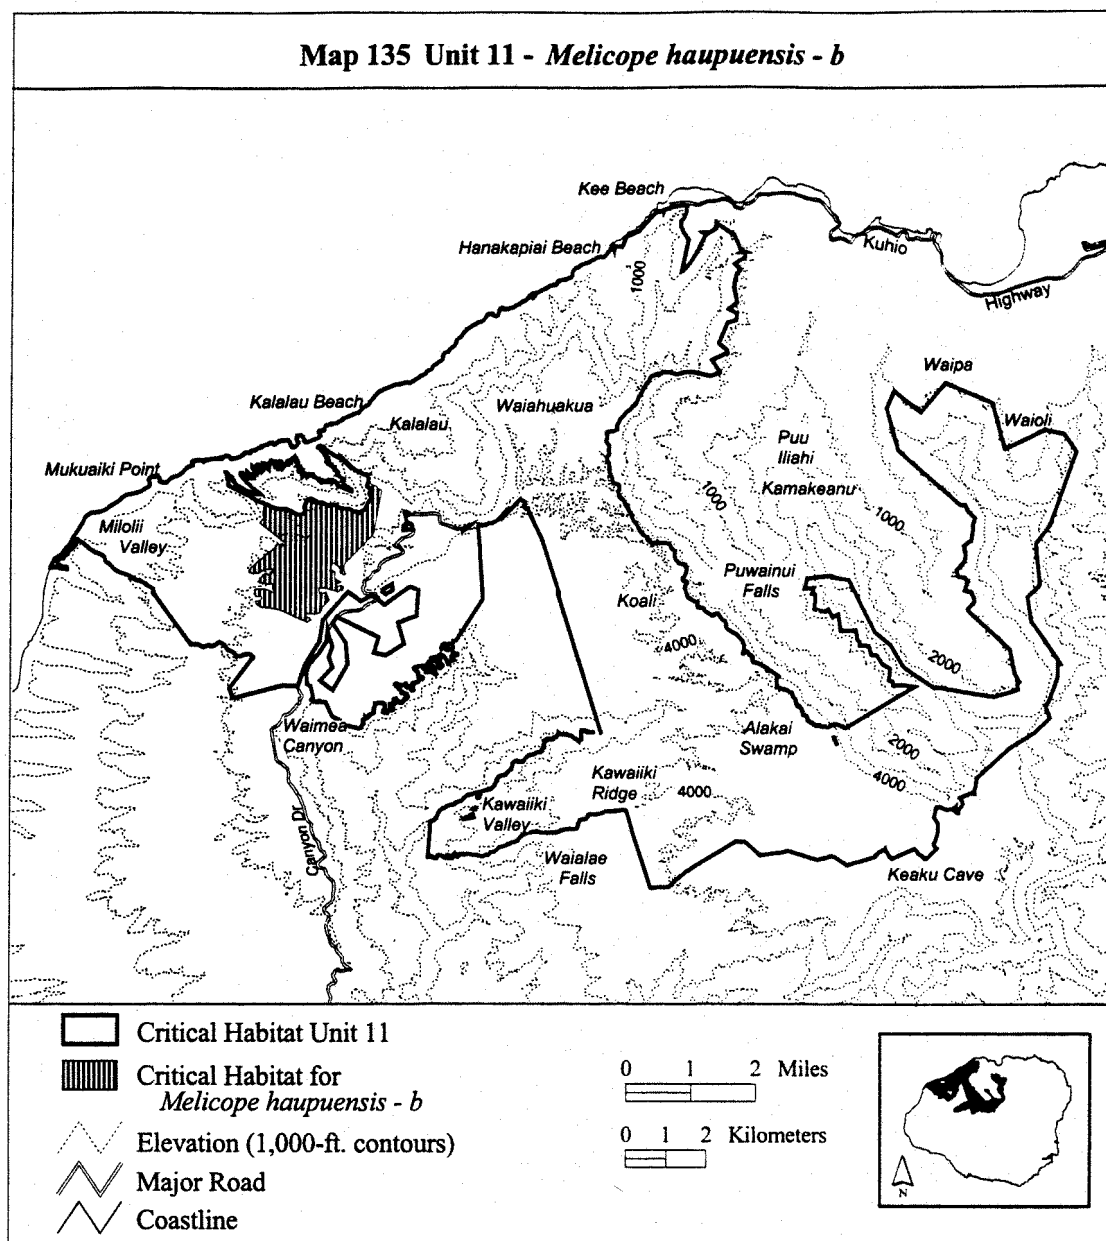 Map 135 Unit 11 - Melicope haupuensis - b
Kee Beach
Hanakapiai Beach
Kuhio
Highway
1000
Waipa
Kalalau Beach
Kalalau
Waiahuakua
Waioli
Puu
Iliahi
Mukuaiki Point
Kamakeanu
1000
1000
Milolii
Valley
Puwainui
Falls
Koali
4000
2000
Waimea
Canyon
Alakai
Swamp
2000
4000
Kawaiiki
Ridge
4000
Kawaiiki
Valley
Canyon Dr
Waialae
Falls
Keaku Cave
Critical Habitat Unit 11
Critical Habitat for
Melicope haupuensis - b
Elevation (1,000-ft. contours)
Major Road
Coastline
0 1 2 Miles
0 1 2 Kilometers
N